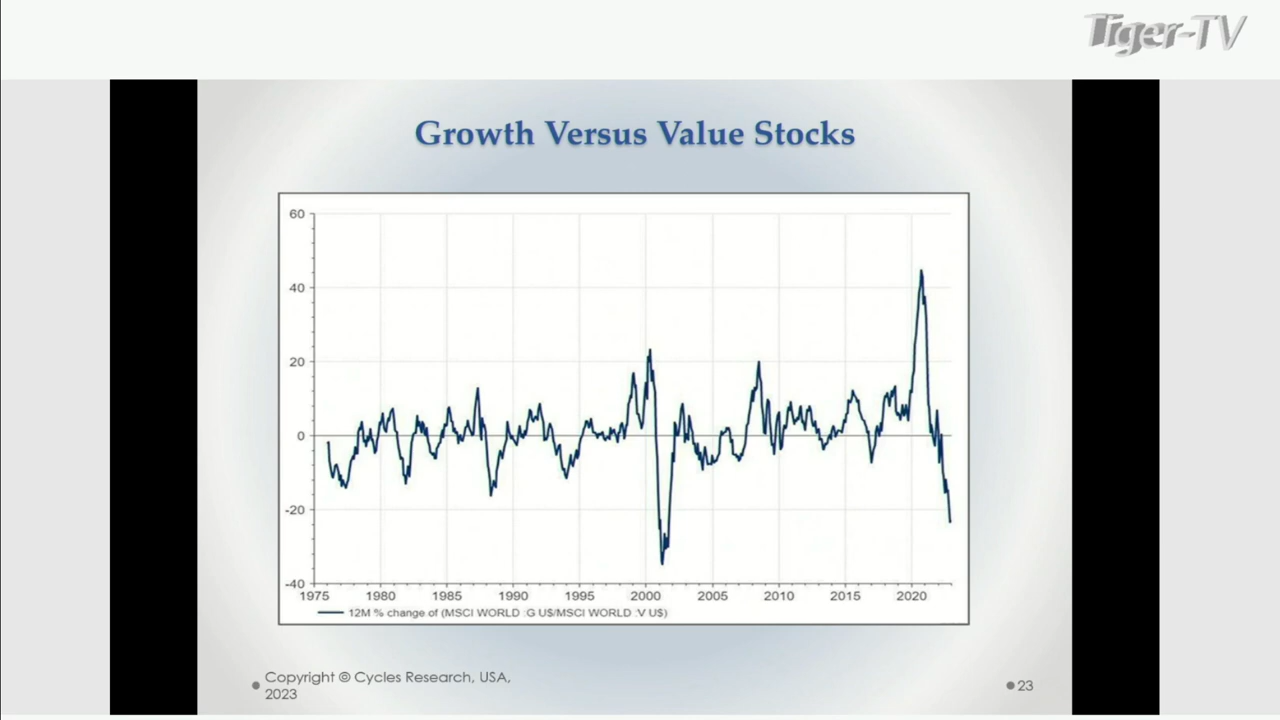 Tiger-TV
Growth Versus Value Stocks
60
40
20
0
-20
-40
1975 1980 1985 1990 1995 2000 2005 2010 2015 2020
12M % change of (MSCI WORLD :G U$/MSCI WORLD :V U$)
Copyright © Cycles Research, USA,
2023
23